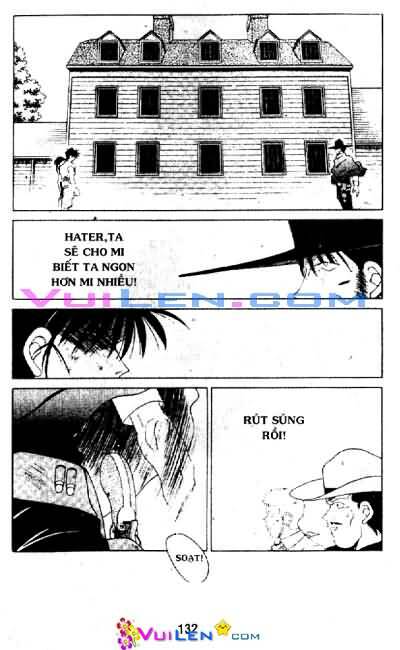 HATER,TA
SẼ CHO MI
BIẾT TA NGON
HƠN MI NHIỀU!
VUILEN.COM
RÚT SÚNG
RỒI!
SOẠT!
132
VUILEN